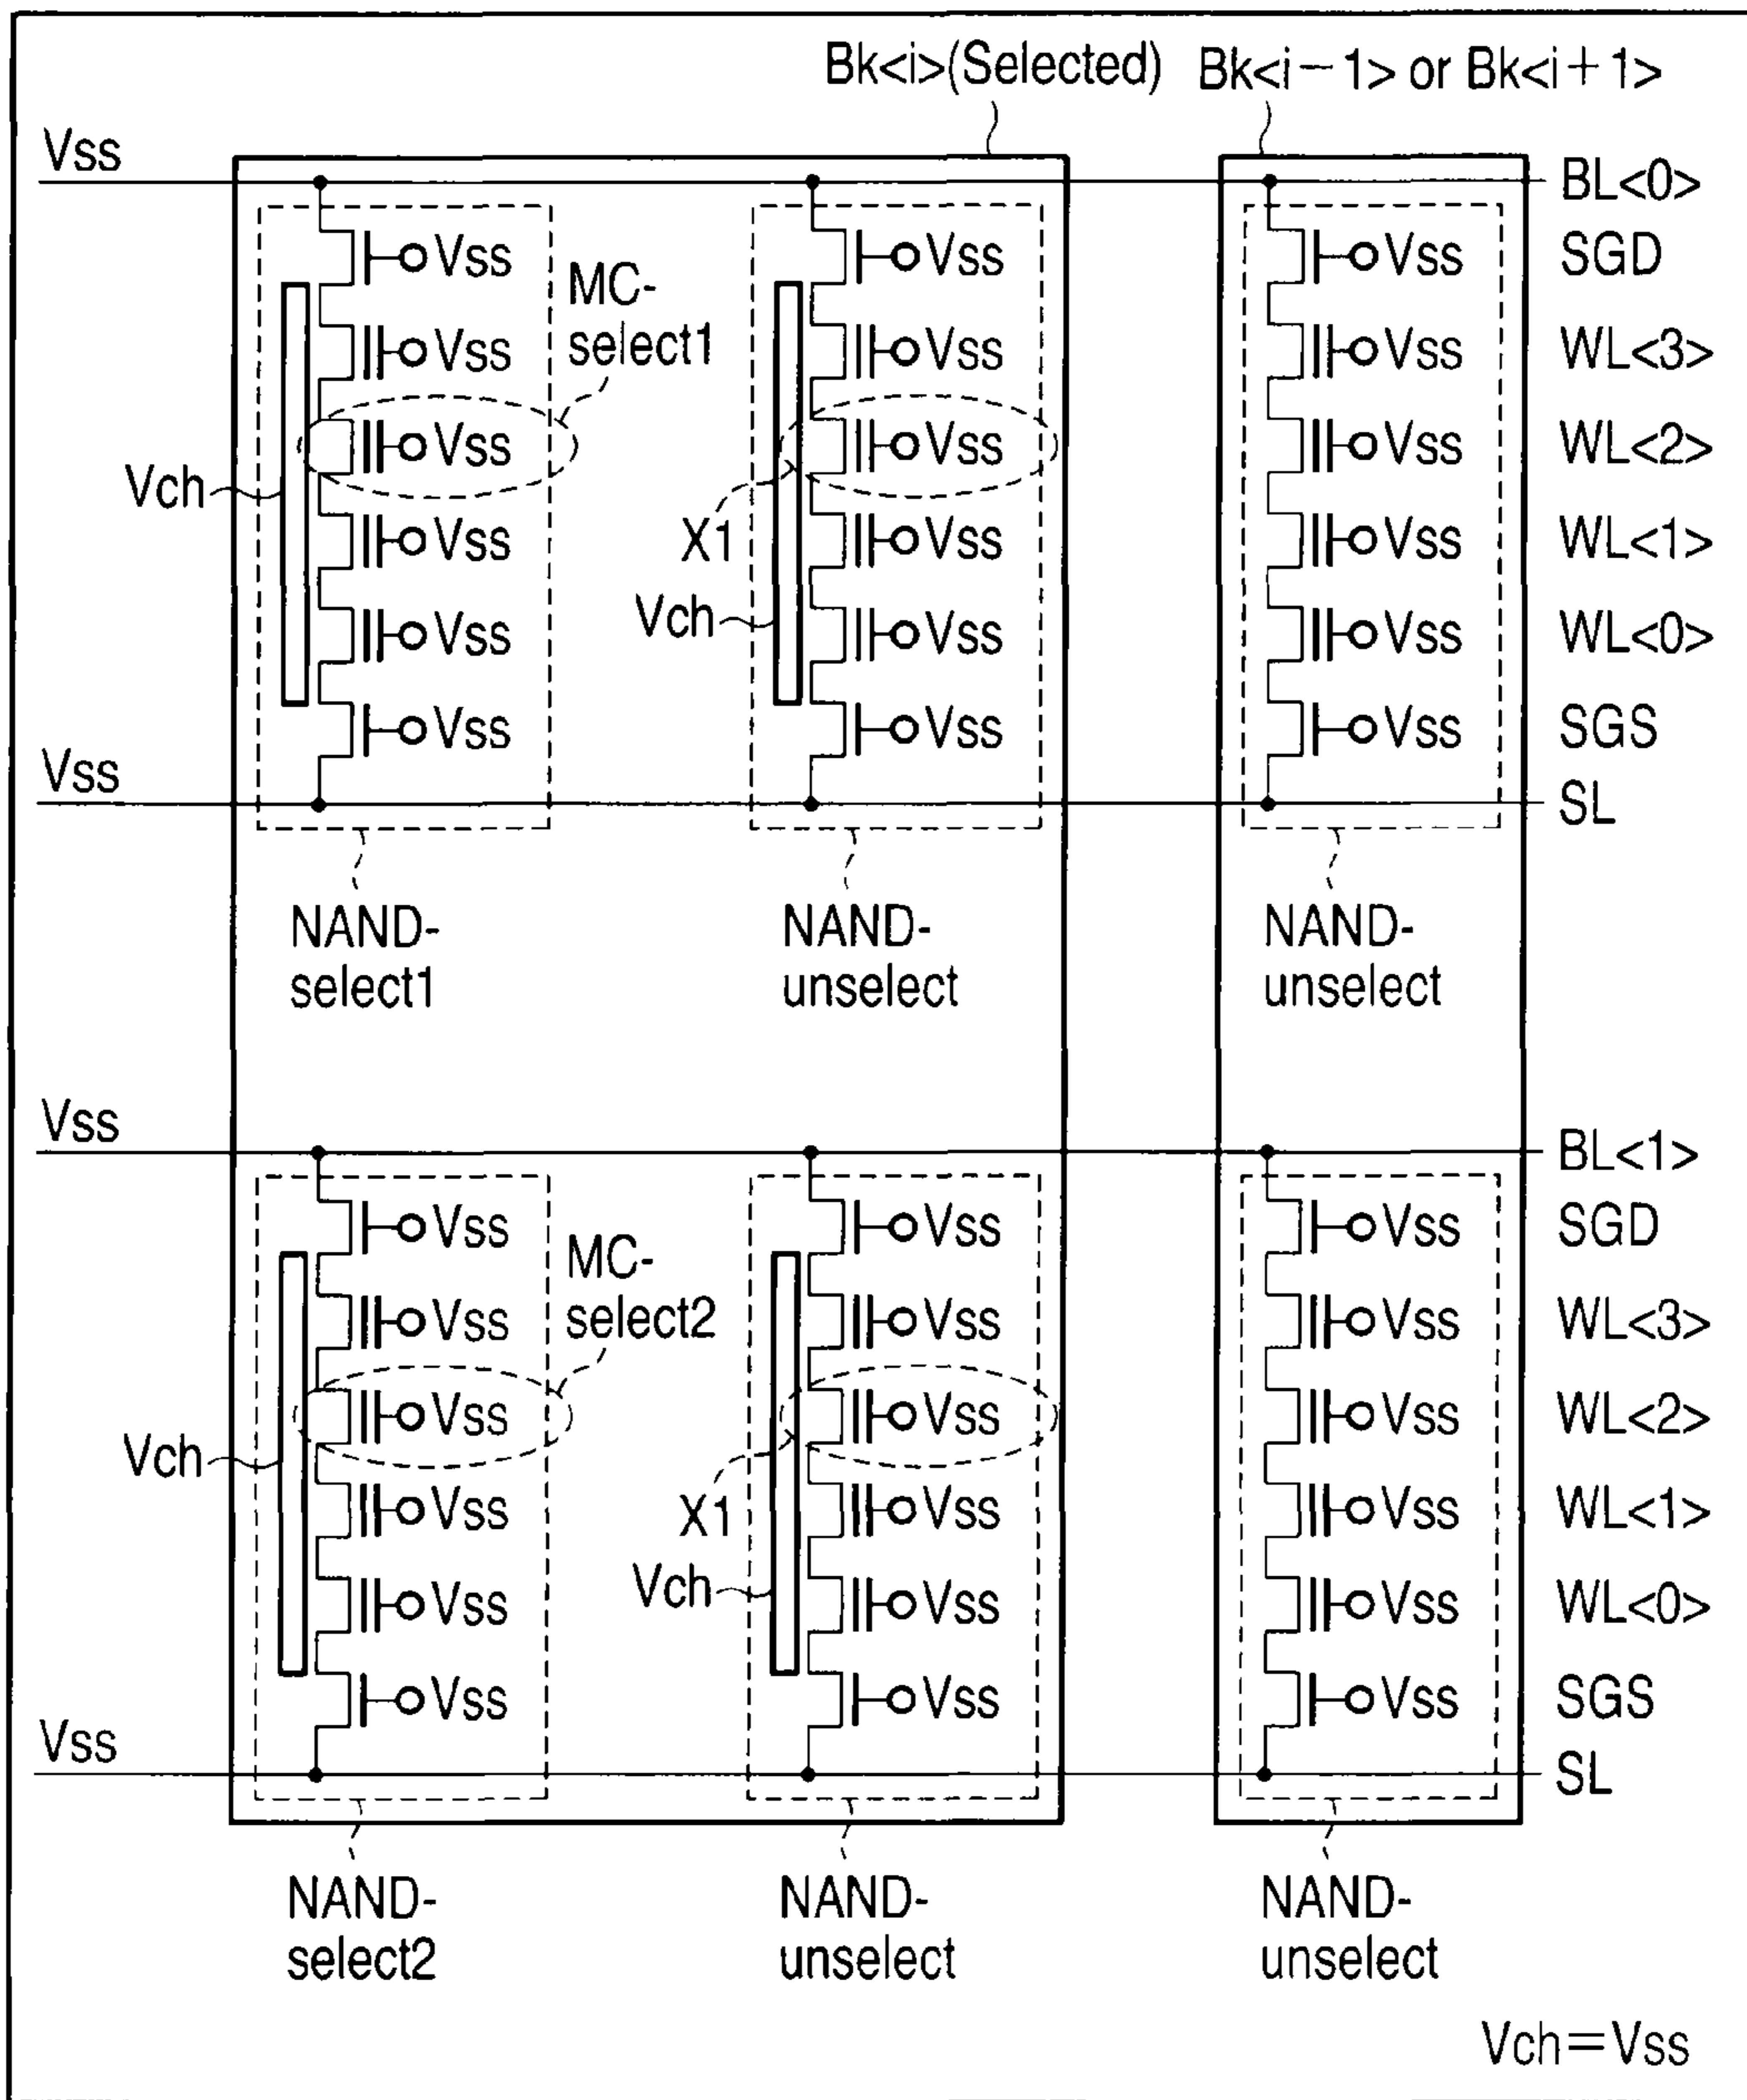 Bk<i>(Selected) Bk<i−1> or Bk<i+1>
Vss
BL<0>
Vss Vss Vss SGD
MC-
select1
Vss Vss Vss WL<3>
Vss Vss Vss WL<2>
Vch
X1
Vss Vss Vss WL<1>
Vch
Vss Vss Vss WL<0>
Vss Vss Vss SGS
Vss
SL
NAND-
select1
NAND-
unselect
NAND-
unselect
Vss
BL<1>
Vss Vss Vss SGD
MC-
select2
Vss Vss Vss WL<3>
Vss Vss Vss WL<2>
Vch
X1
Vss Vss Vss WL<1>
Vch
Vss Vss Vss WL<0>
Vss Vss Vss SGS
Vss
SL
NAND-
select2
NAND-
unselect
NAND-
unselect
Vch=Vss